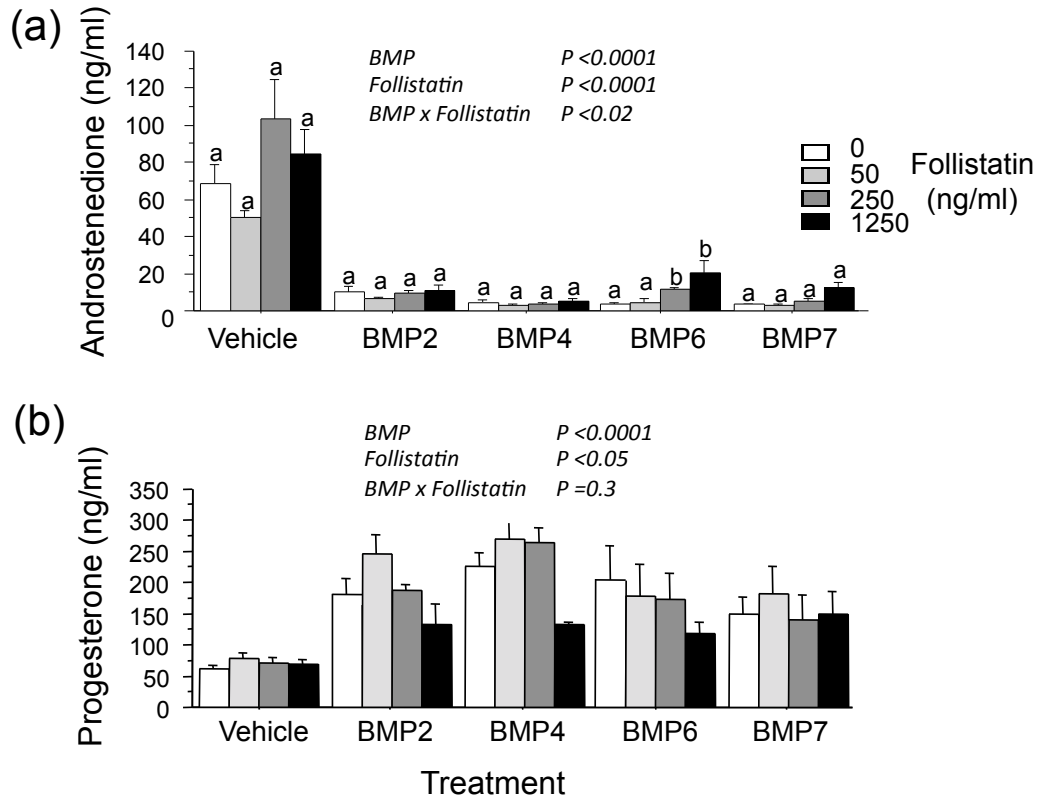 (a)
Androstenedione (ng/ml)
140
120
100
80
60
40
20
0
BMP P <0.0001
Follistatin P <0.0001
BMP x Follistatin P <0.02
a a a a
a a a a
a a a a
a a b b
a a a a
0
50
250
1250
Follistatin
(ng/ml)
Vehicle BMP2 BMP4 BMP6 BMP7
(b)
Progesterone (ng/ml)
350
300
250
200
150
100
50
0
BMP P <0.0001
Follistatin P <0.05
BMP x Follistatin P =0.3
Vehicle BMP2 BMP4 BMP6 BMP7
Treatment